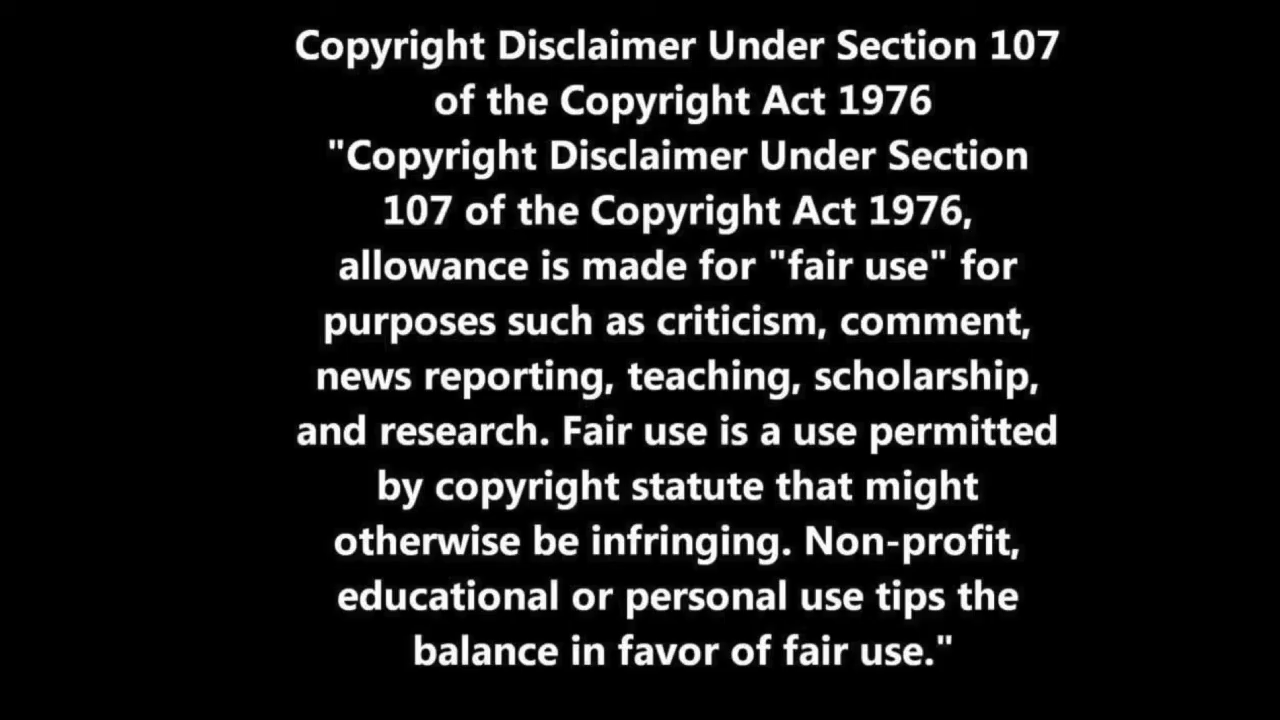 Copyright Disclaimer Under Section 107
of the Copyright Act 1976
"Copyright Disclaimer Under Section
107 of the Copyright Act 1976,
allowance is made for "fair use" for
purposes such as criticism, comment,
news reporting, teaching, scholarship,
and research. Fair use is a use permitted
by copyright statute that might
otherwise be infringing. Non-profit,
educational or personal use tips the
balance in favor of fair use."